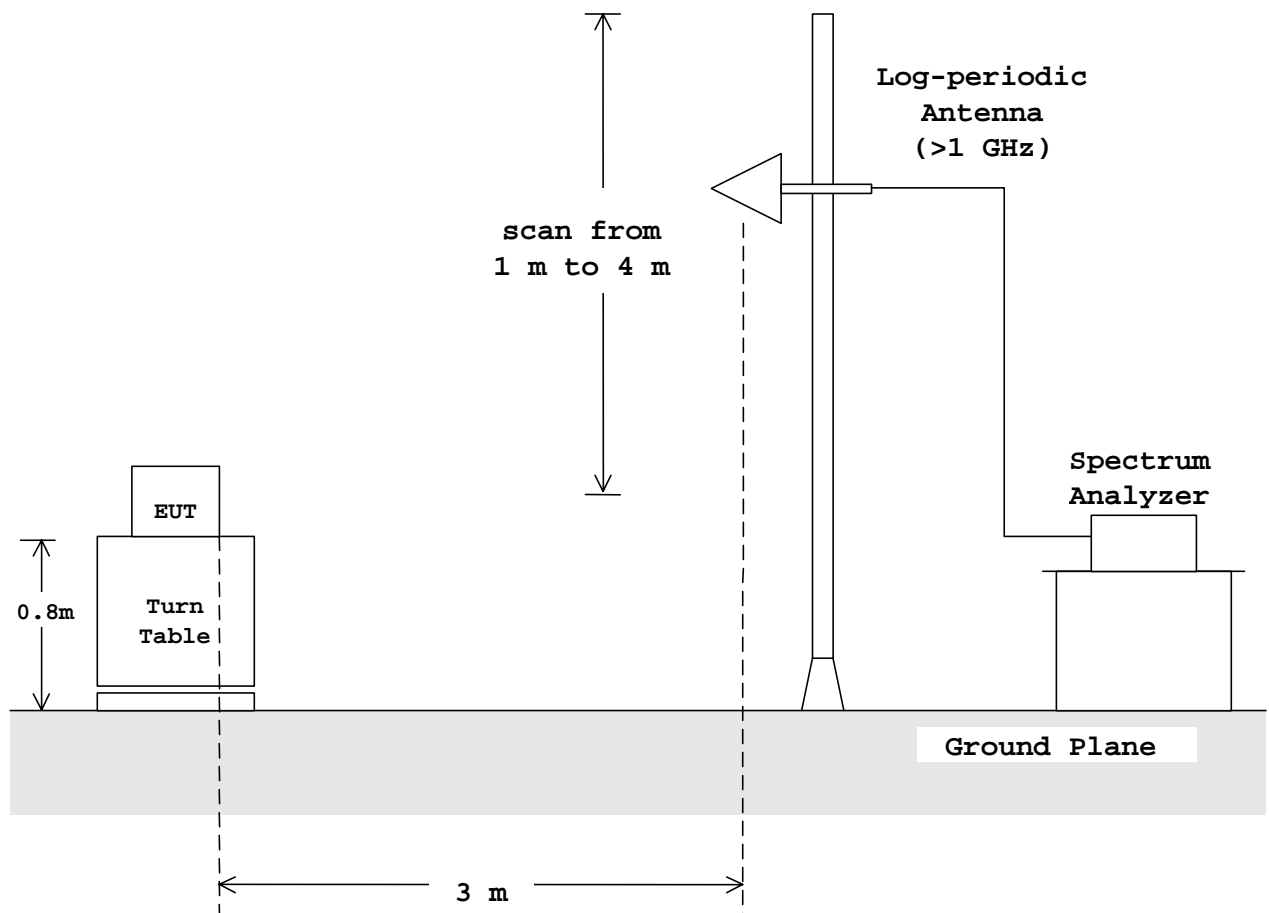 Log-periodic
Antenna
(>1 GHz)
scan from
1 m to 4 m
Spectrum
Analyzer
EUT
0.8m
Turn
Table
Ground Plane
3 m